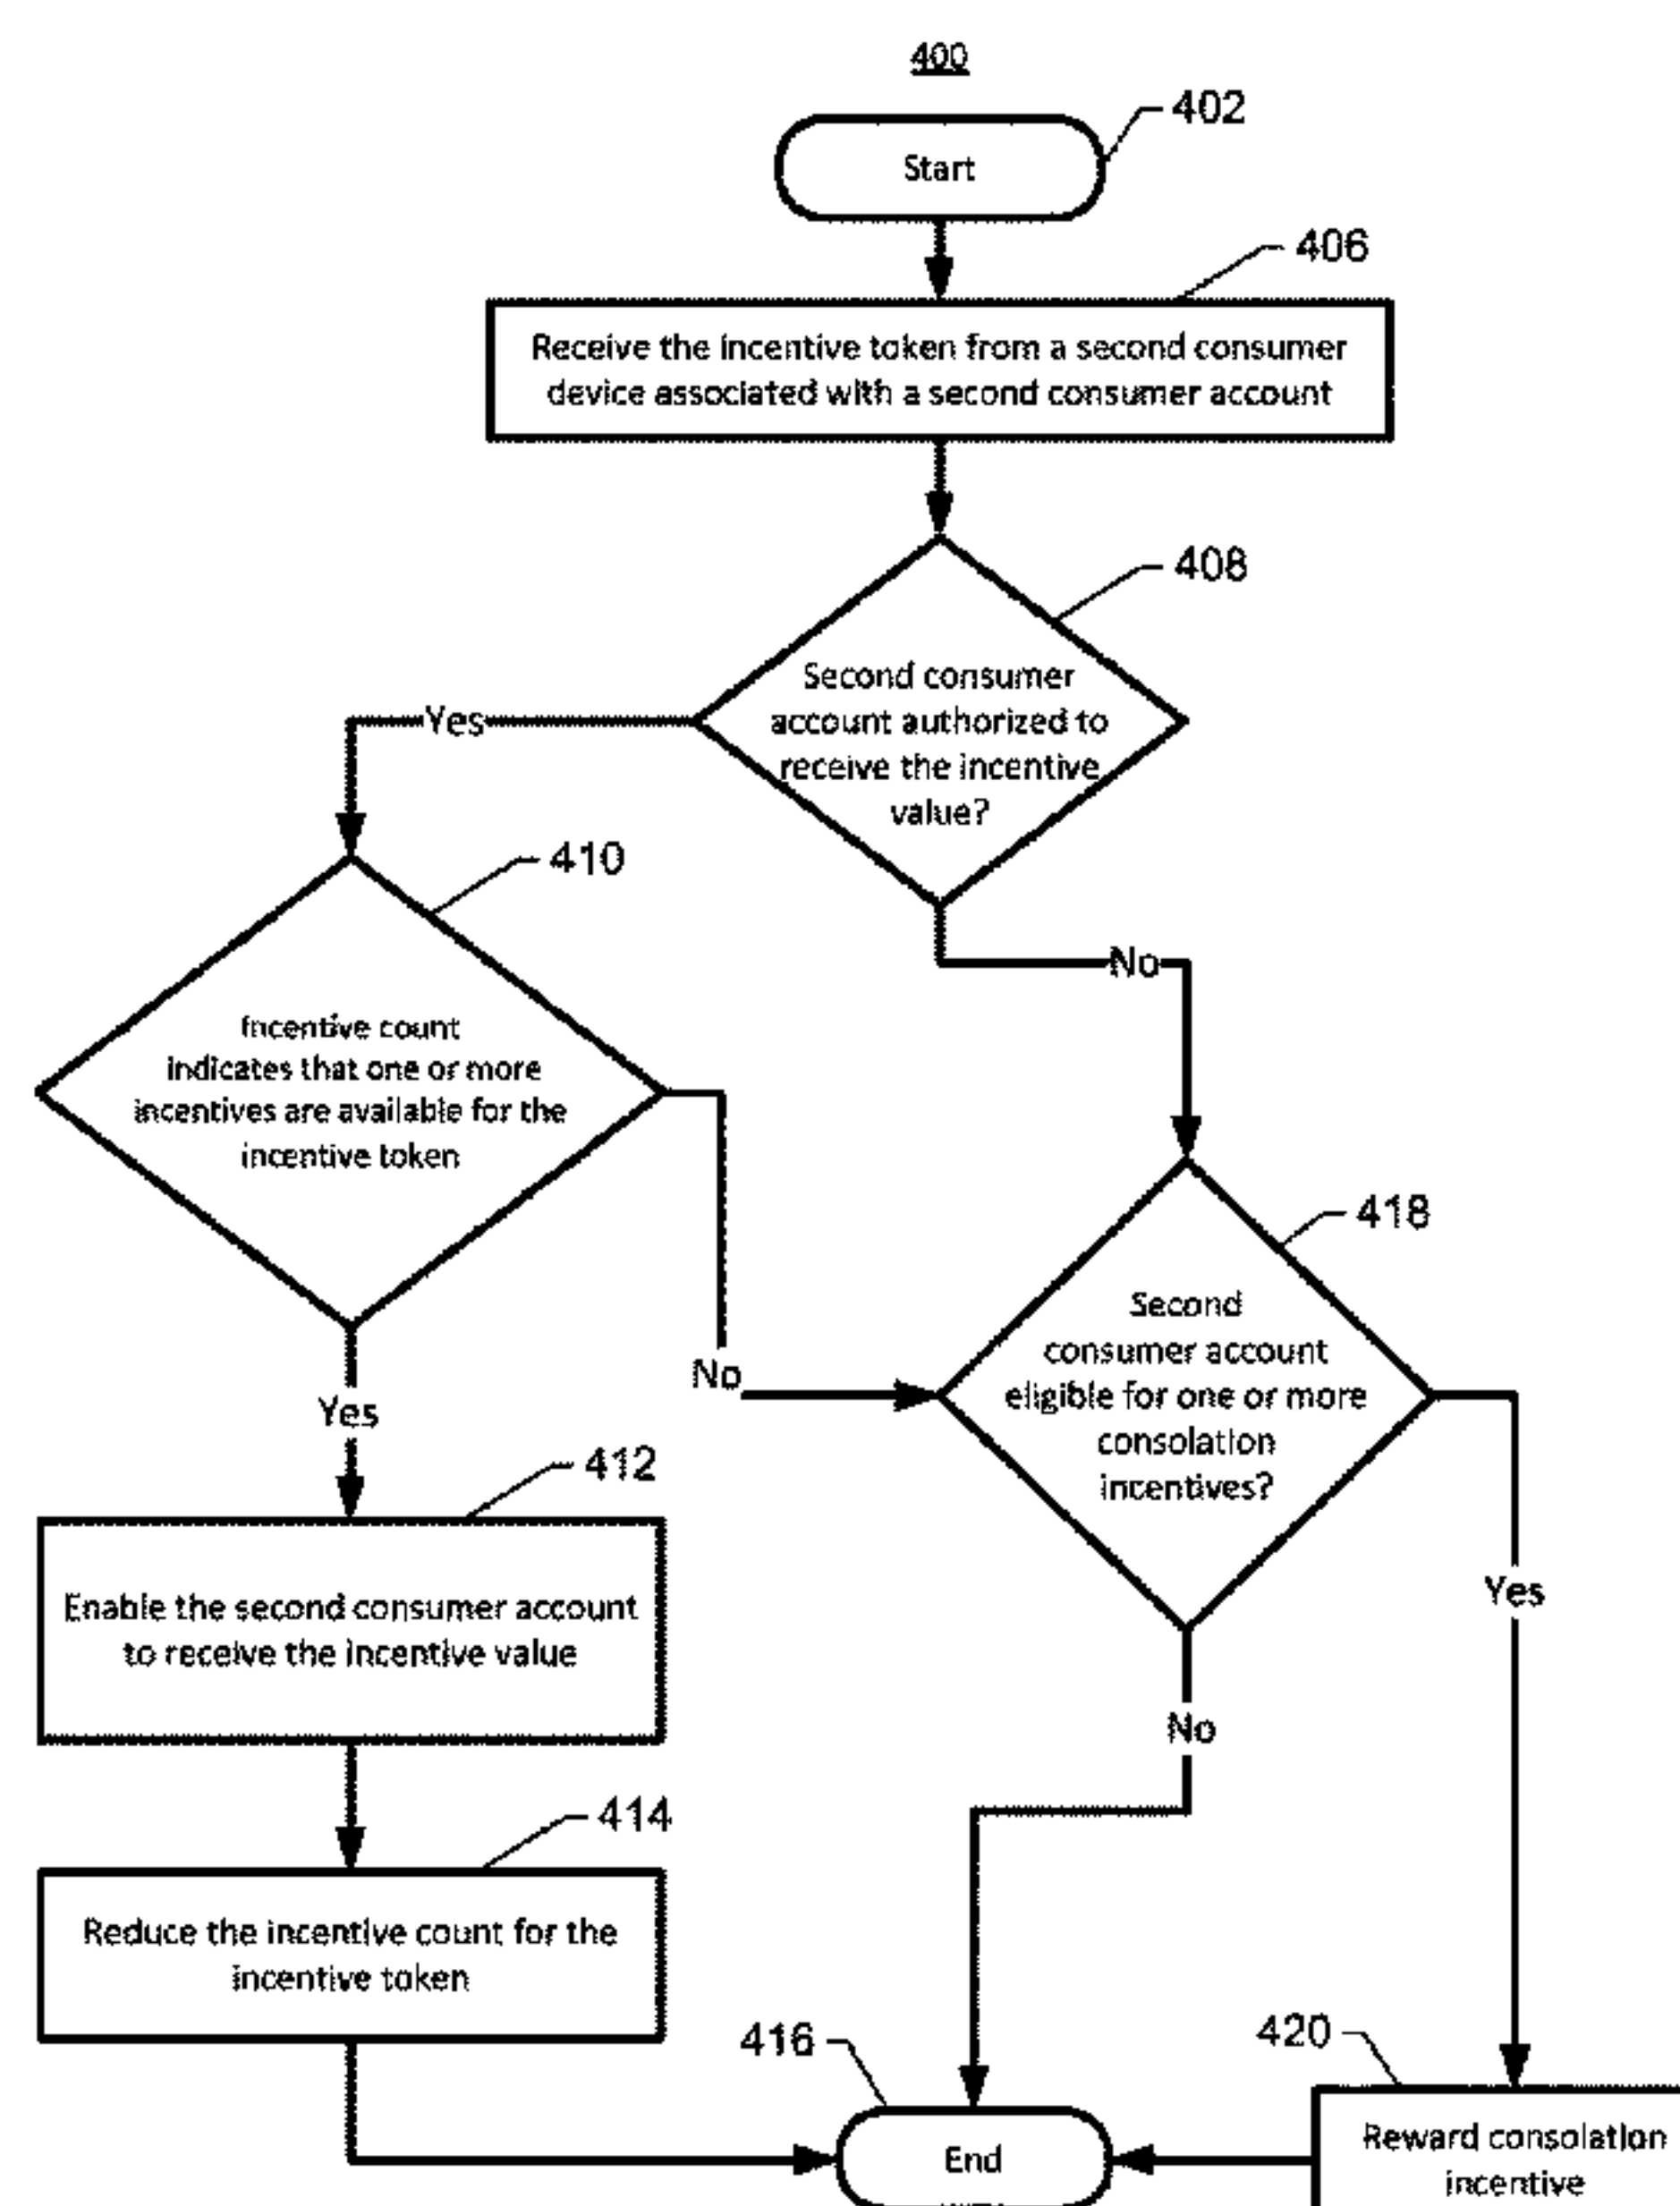 400
402
Start
406
Receive the incentive token from a second consumer
device associated with a second consumer account
408
Second consumer
account authorized to
receive the incentive
value?
Yes
410
No
Incentive count
indicates that one or more
incentives are available for the
incentive token
418
Second
consumer account
eligible for one or more
consolation
incentives?
No
Yes
412
Yes
Enable the second consumer account
to receive the incentive value
No
414
Reduce the incentive count for the
incentive token
416
420
End
Reward consolation
incentive